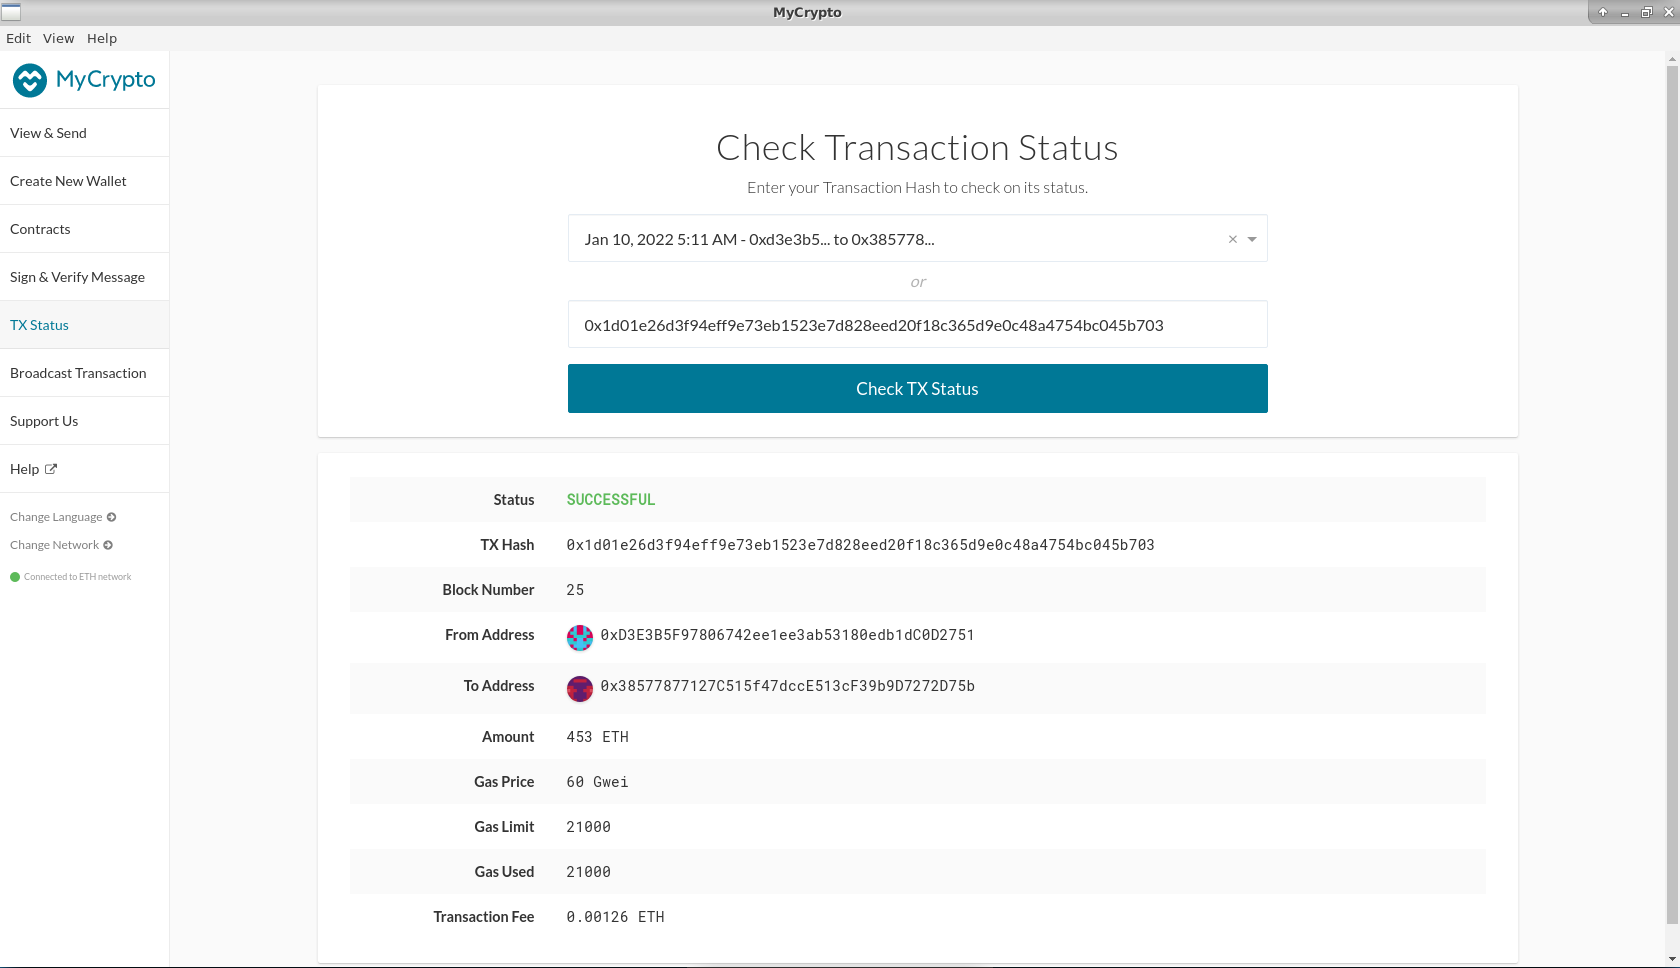 MyCrypto
Edit View Help
MyCrypto
View & Send
Create New Wallet
Contracts
Sign & Verify Message
TX Status
Broadcast Transaction
Support Us
Help
Change Language
Change Network
Connected to ETH network
Check Transaction Status
Enter your Transaction Hash to check on its status.
Jan 10, 2022 5:11 AM - 0xd3e3b5... to 0x385778...
or
0x1d01e26d3f94eff9e73eb1523e7d828eed20f18c365d9e0c48a4754bc045b703
Check TX Status
Status SUCCESSFUL
TX Hash 0x1d01e26d3f94eff9e73eb1523e7d828eed20f18c365d9e0c48a4754bc045b703
Block Number 25
From Address 0xD3E3B5F97806742ee1ee3ab53180edb1dC0D2751
To Address 0x38577877127C515f47dccE513cF39b9D7272D75b
Amount 453 ETH
Gas Price 60 Gwei
Gas Limit 21000
Gas Used 21000
Transaction Fee 0.00126 ETH